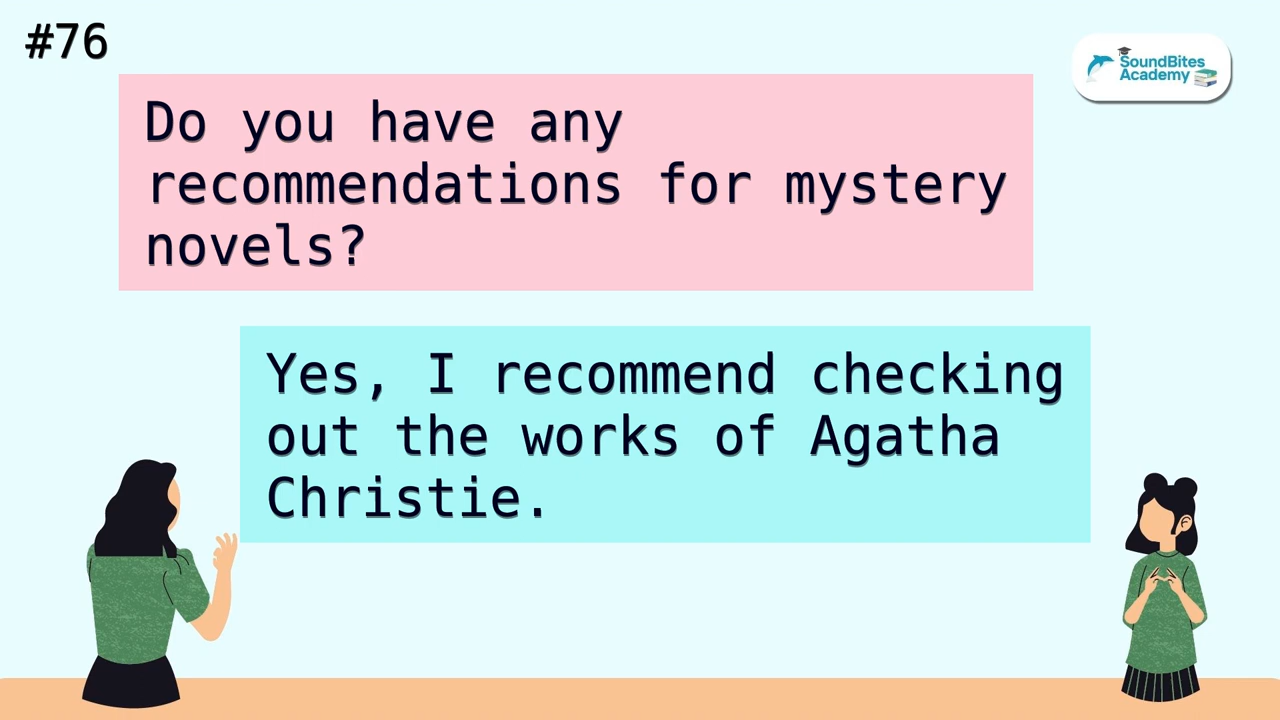 #76
SoundBites
Academy
Do you have any
recommendations for mystery
novels?
Yes, I recommend checking
out the works of Agatha
Christie.